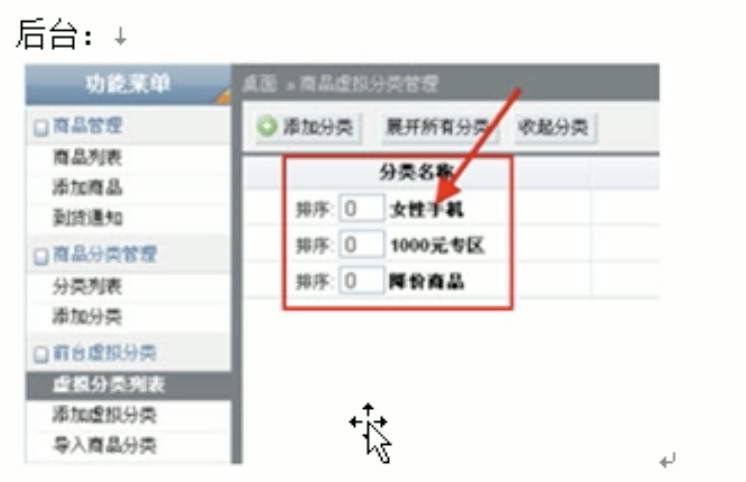 后台：
功能菜单
桌面 » 商品虚拟分类管理
商品管理
添加分类 展开所有分类 收起分类
商品列表
分类名称
添加商品
排序: 0 女性手机
到货通知
商品分类管理
排序: 0 1000元专区
分类列表
排序: 0 降价商品
添加分类
前台虚拟分类
虚拟分类列表
添加虚拟分类
导入商品分类